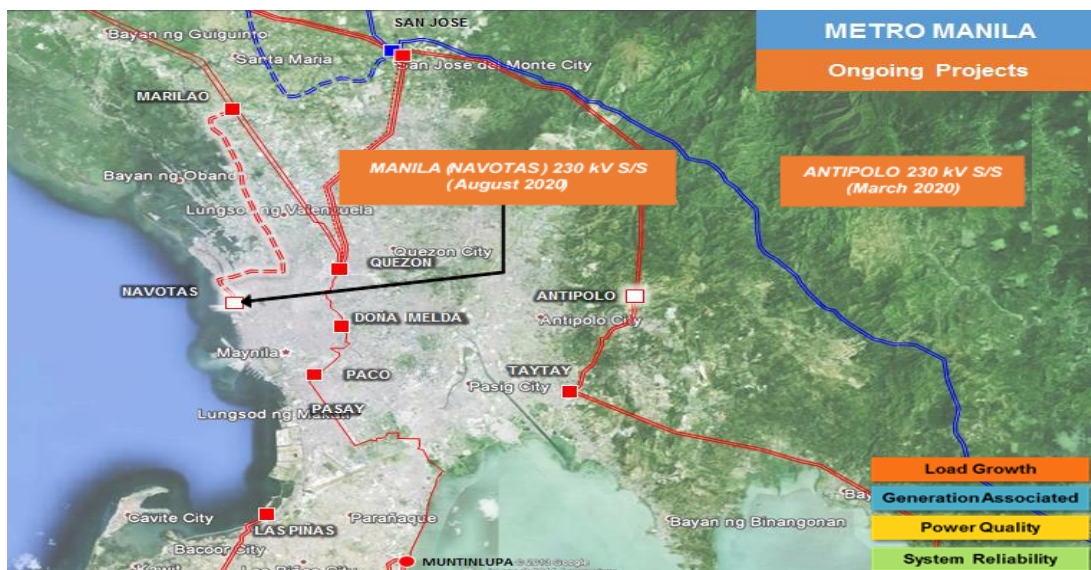 SAN JOSE
METRO MANILA
Ongoing Projects
Bayan ng Guiguinto
Santa Maria
San Jose del Monte City
MARILAO
MANILA (NAVOTAS) 230 kV S/S
(August 2020)
ANTIPOLO 230 kV S/S
(March 2020)
Bayan ng Obando
Lungsod ng Valenzuela
Quezon City
QUEZON
NAVOTAS
ANTIPOLO
DONA IMELDA
Antipolo City
Maynila
PACO
TAYTAY
Pasig City
PASAY
Lungsod ng
Load Growth
Generation Associated
Power Quality
System Reliability
Cavite City
LAS PIÑAS
Parañaque
Bayan ng Binangonan
Bacoor City
MUNTINLUPA
© 2013 Google